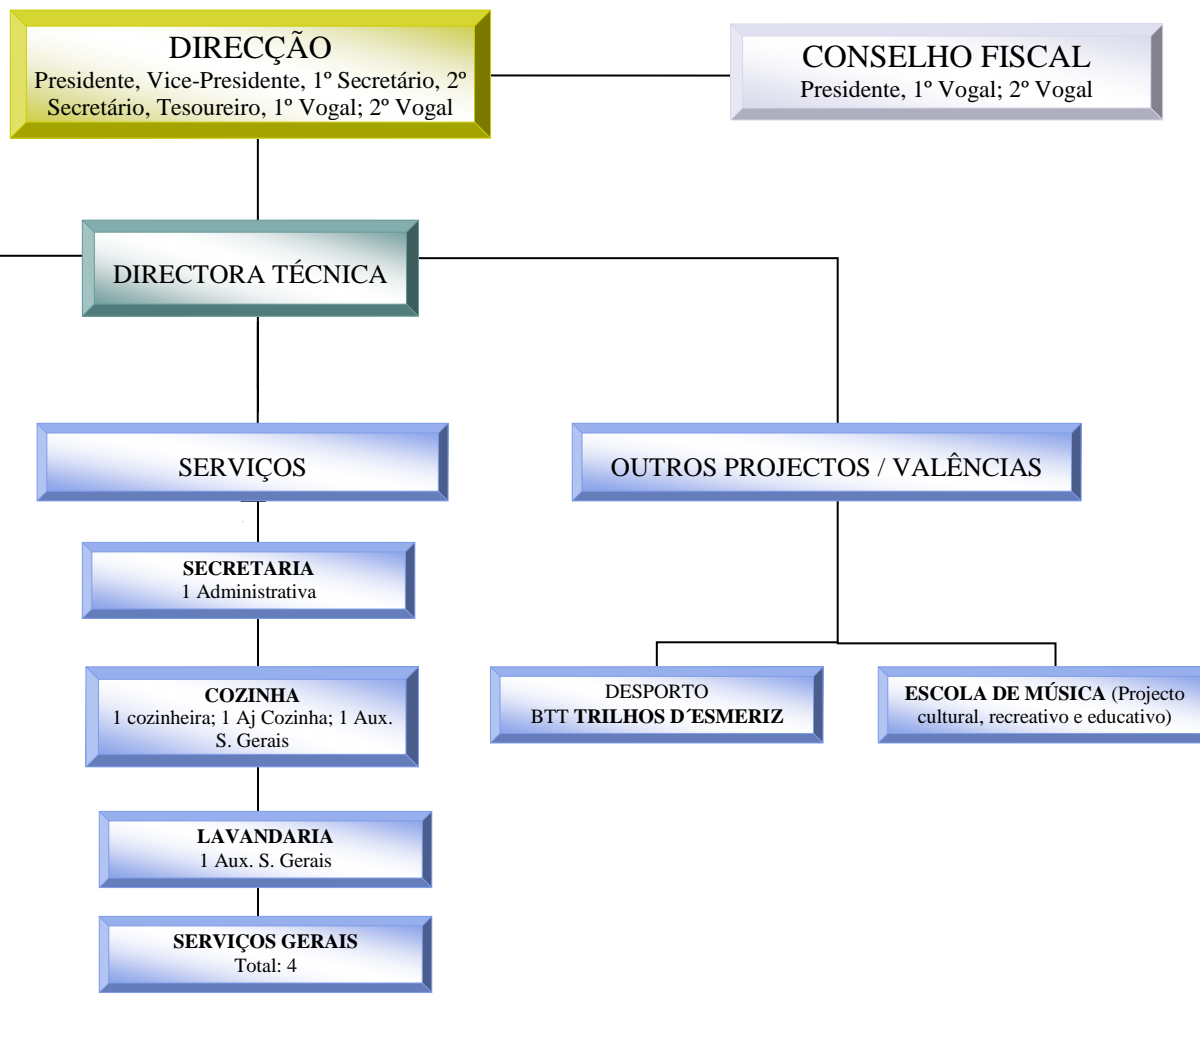 DIRECÇÃO
Presidente, Vice-Presidente, 1º Secretário, 2º
Secretário, Tesoureiro, 1º Vogal; 2º Vogal
CONSELHO FISCAL
Presidente, 1º Vogal; 2º Vogal
DIRECTORA TÉCNICA
SERVIÇOS
OUTROS PROJECTOS / VALÊNCIAS
SECRETARIA
1 Administrativa
COZINHA
1 cozinheira; 1 Aj Cozinha; 1 Aux.
S. Gerais
DESPORTO
BTT TRILHOS D´ESMERIZ
ESCOLA DE MÚSICA (Projecto
cultural, recreativo e educativo)
LAVANDARIA
1 Aux. S. Gerais
SERVIÇOS GERAIS
Total: 4